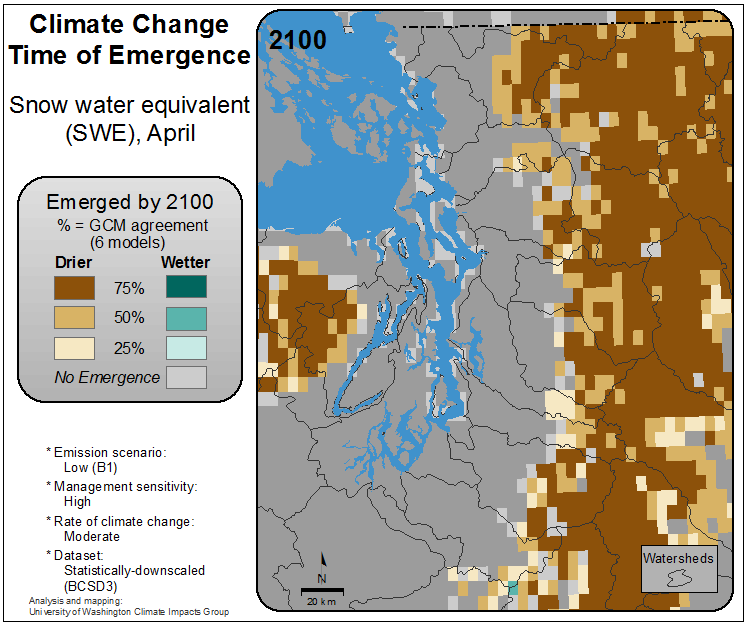 Climate Change
Time of Emergence
Snow water equivalent
(SWE), April
Emerged by 2100
% = GCM agreement
(6 models)
Drier Wetter
75%
50%
25%
No Emergence
* Emission scenario:
Low (B1)
* Management sensitivity:
High
* Rate of climate change:
Moderate
* Dataset:
Statistically-downscaled
(BCSD3)
Analysis and mapping:
University of Washington Climate Impacts Group
2100
N
20 km
Watersheds